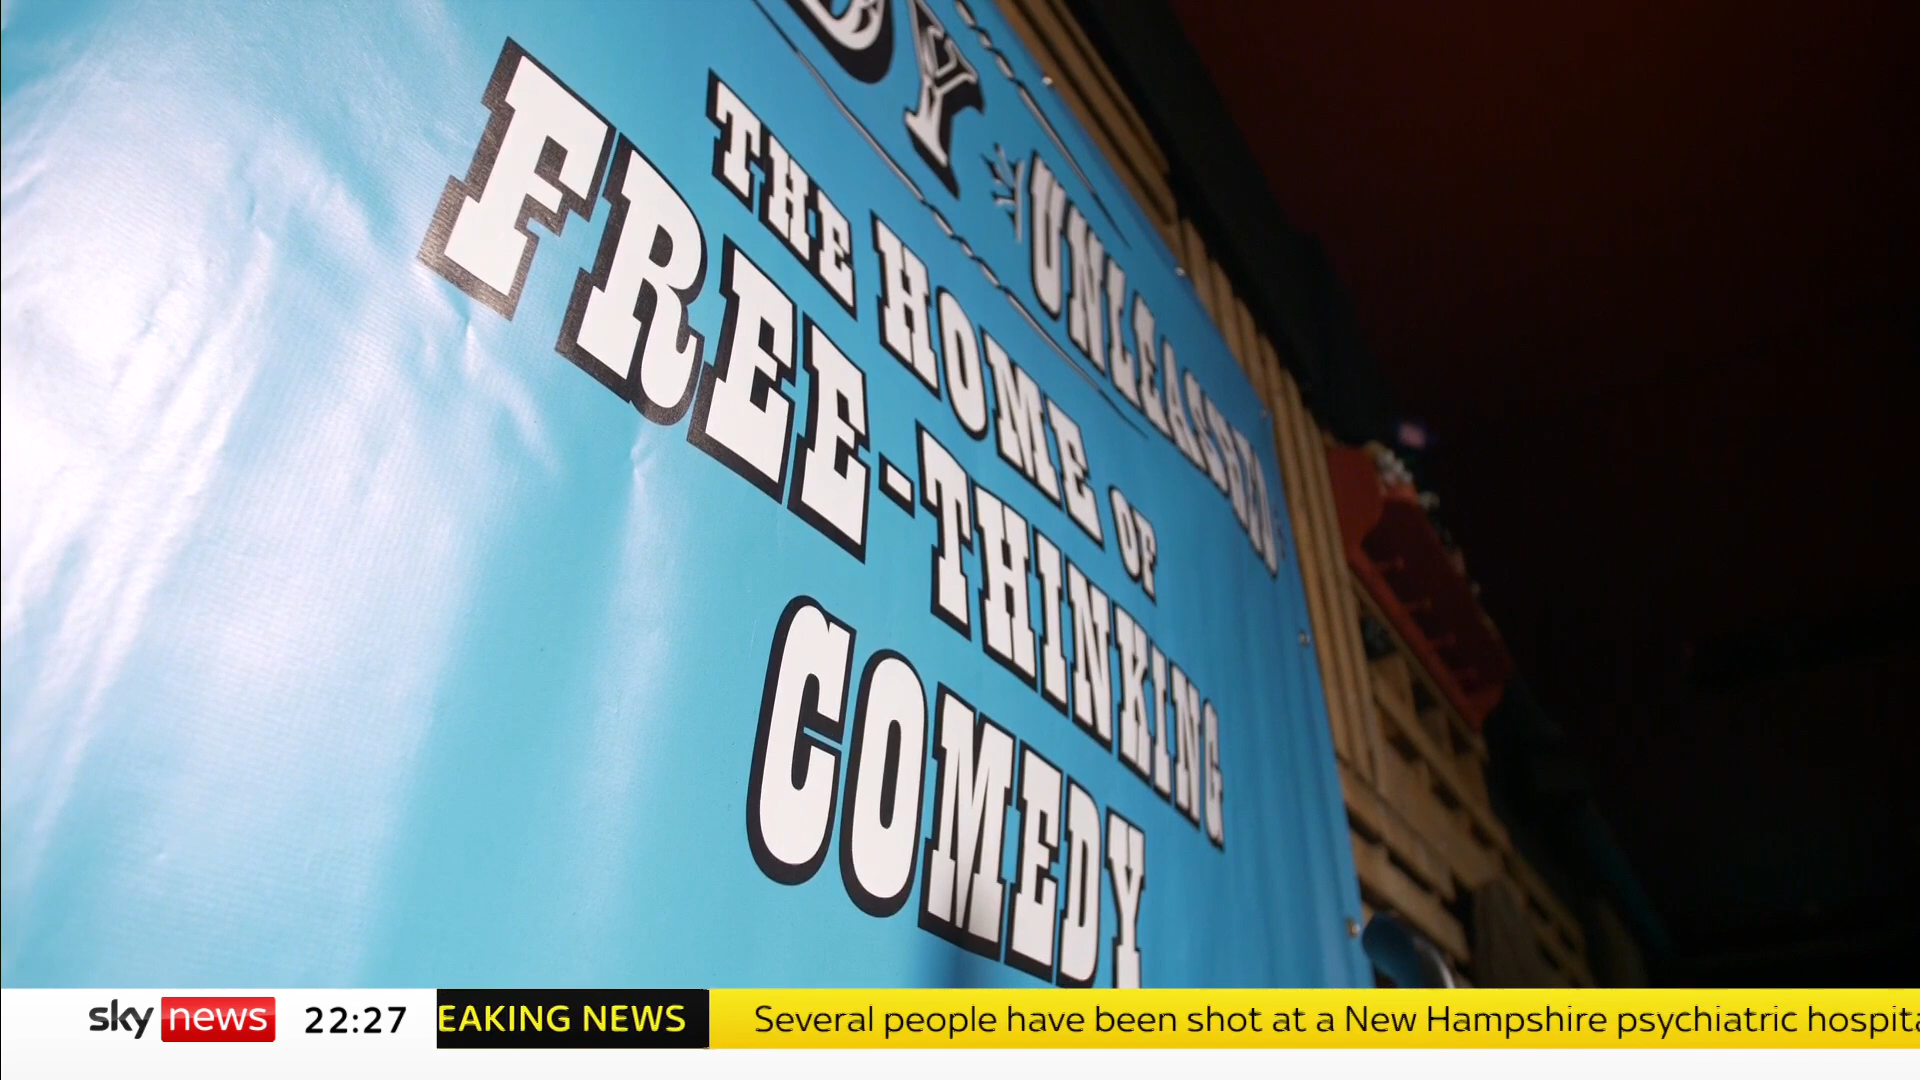 DY UNLEASHED
THE HOME OF
FREE-THINKING
COMEDY
sky news 22:27 EAKING NEWS Several people have been shot at a New Hampshire psychiatric hospita